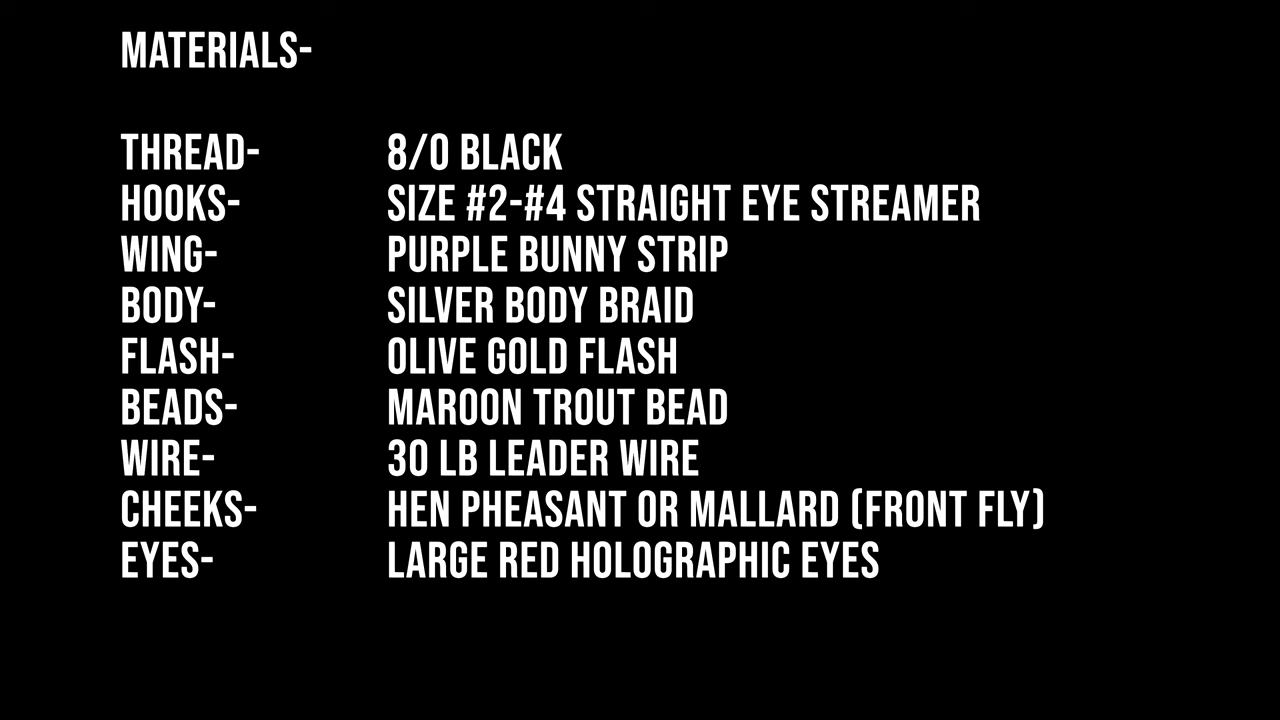 MATERIALS-
THREAD- 8/0 BLACK
HOOKS- SIZE #2-#4 STRAIGHT EYE STREAMER
WING- PURPLE BUNNY STRIP
BODY- SILVER BODY BRAID
FLASH- OLIVE GOLD FLASH
BEADS- MAROON TROUT BEAD
WIRE- 30 LB LEADER WIRE
CHEEKS- HEN PHEASANT OR MALLARD (FRONT FLY)
EYES- LARGE RED HOLOGRAPHIC EYES